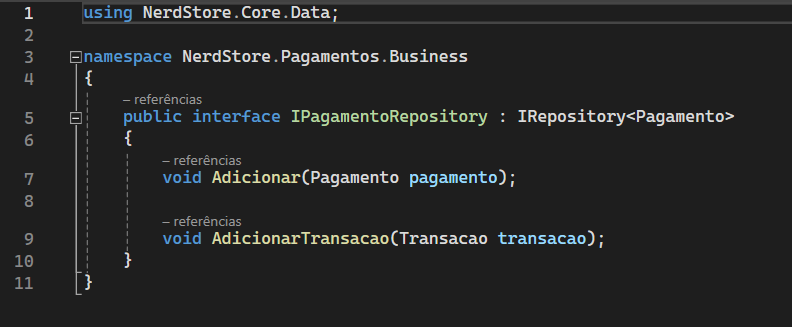 1 using NerdStore.Core.Data;
2
3 namespace NerdStore.Pagamentos.Business
4 {
– referências
5 public interface IPagamentoRepository : IRepository<Pagamento>
6 {
– referências
7 void Adicionar(Pagamento pagamento);
8
– referências
9 void AdicionarTransacao(Transacao transacao);
10 }
11 }